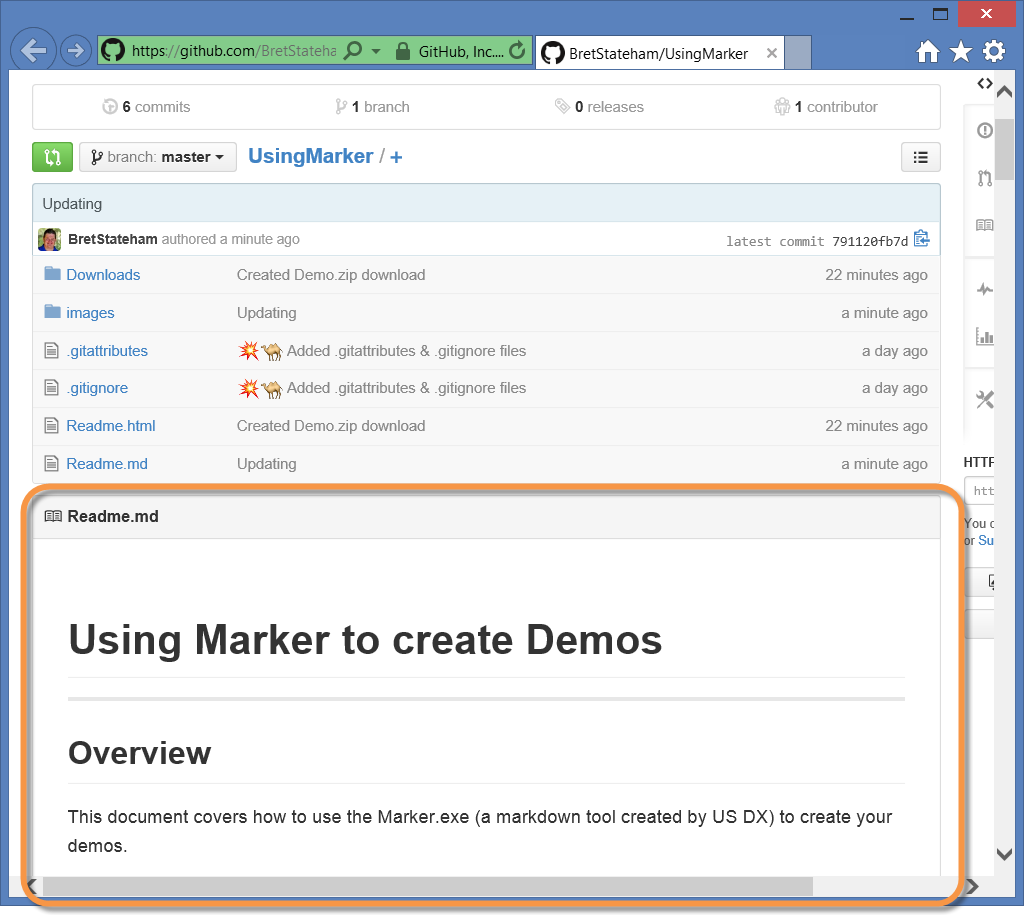 https://github.com/BretStateha
GitHub, Inc....
BretStateham/UsingMarker
6 commits
1 branch
0 releases
1 contributor
branch: master
UsingMarker / +
Updating
BretStateham authored a minute ago
latest commit 791120fb7d
Downloads Created Demo.zip download 22 minutes ago
images Updating a minute ago
.gitattributes Added .gitattributes & .gitignore files a day ago
.gitignore Added .gitattributes & .gitignore files a day ago
Readme.html Created Demo.zip download 22 minutes ago
Readme.md Updating a minute ago
HTTP
htt
You c
or Su
Readme.md
Using Marker to create Demos
Overview
This document covers how to use the Marker.exe (a markdown tool created by US DX) to create your
demos.